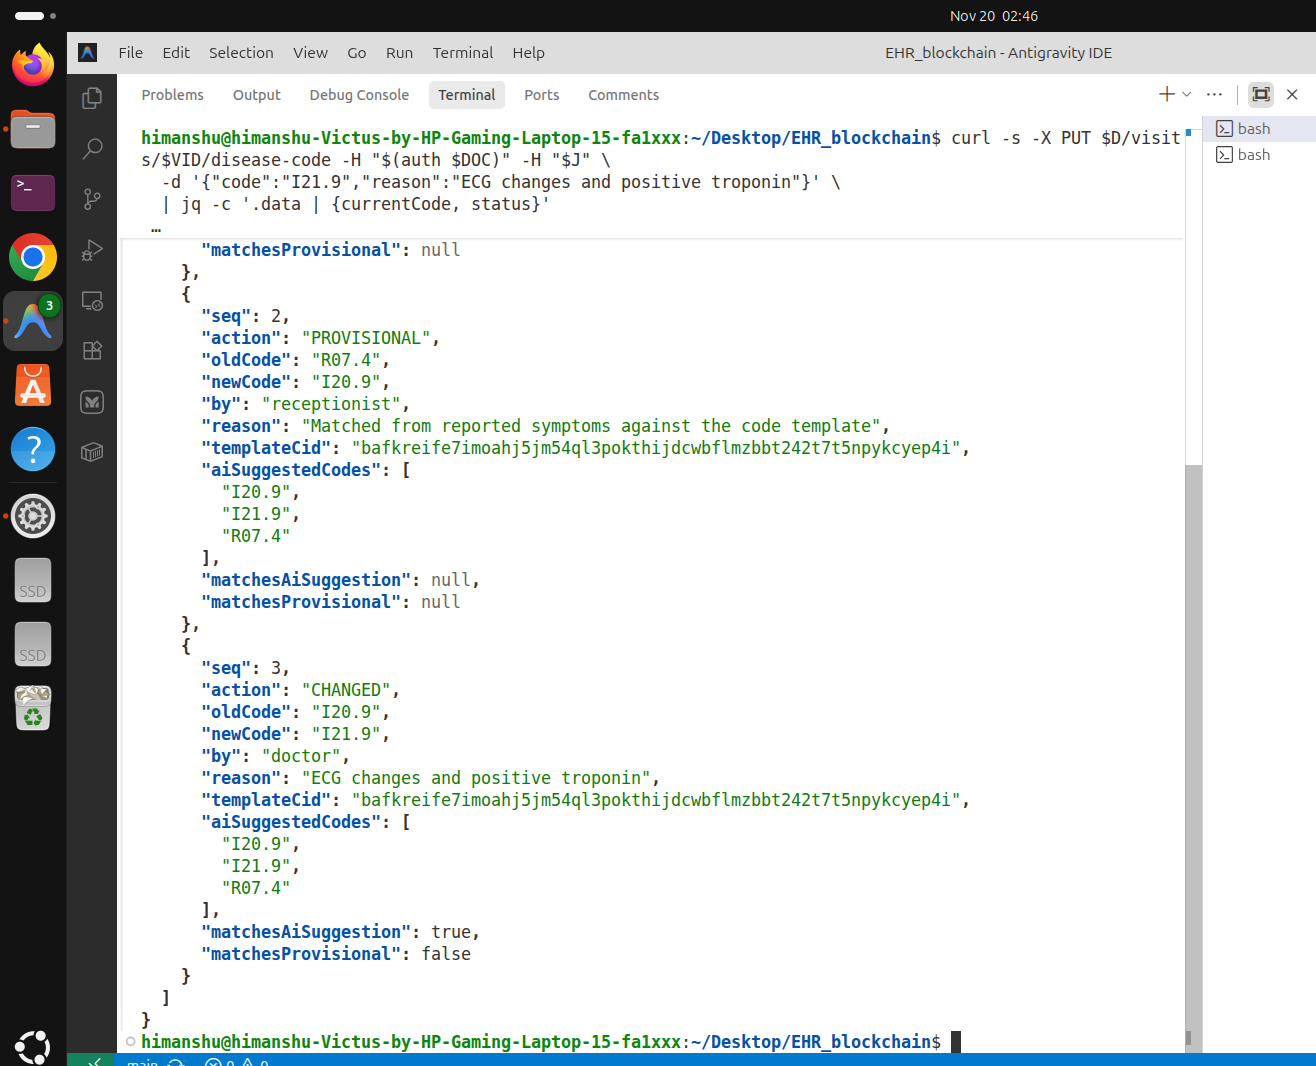 Nov 20 02:46
File Edit Selection View Go Run Terminal Help EHR_blockchain - Antigravity IDE
Problems Output Debug Console Terminal Ports Comments
himanshu@himanshu-Victus-by-HP-Gaming-Laptop-15-fa1xxx:~/Desktop/EHR_blockchain$ curl -s -X PUT $D/visit
s/$VID/disease-code -H "$(auth $DOC)" -H "$J" \
-d '{"code":"I21.9","reason":"ECG changes and positive troponin"}' \
| jq -c '.data | {currentCode, status}'
…
"matchesProvisional": null
},
{
"seq": 2,
"action": "PROVISIONAL",
"oldCode": "R07.4",
"newCode": "I20.9",
"by": "receptionist",
"reason": "Matched from reported symptoms against the code template",
"templateCid": "bafkreife7imoahj5jm54ql3pokthijdcwbflmzbbt242t7t5npykcyep4i",
"aiSuggestedCodes": [
"I20.9",
"I21.9",
"R07.4"
],
"matchesAiSuggestion": null,
"matchesProvisional": null
},
{
"seq": 3,
"action": "CHANGED",
"oldCode": "I20.9",
"newCode": "I21.9",
"by": "doctor",
"reason": "ECG changes and positive troponin",
"templateCid": "bafkreife7imoahj5jm54ql3pokthijdcwbflmzbbt242t7t5npykcyep4i",
"aiSuggestedCodes": [
"I20.9",
"I21.9",
"R07.4"
],
"matchesAiSuggestion": true,
"matchesProvisional": false
}
]
}
himanshu@himanshu-Victus-by-HP-Gaming-Laptop-15-fa1xxx:~/Desktop/EHR_blockchain$
bash
bash
3
SSD
SSD
main 0 0